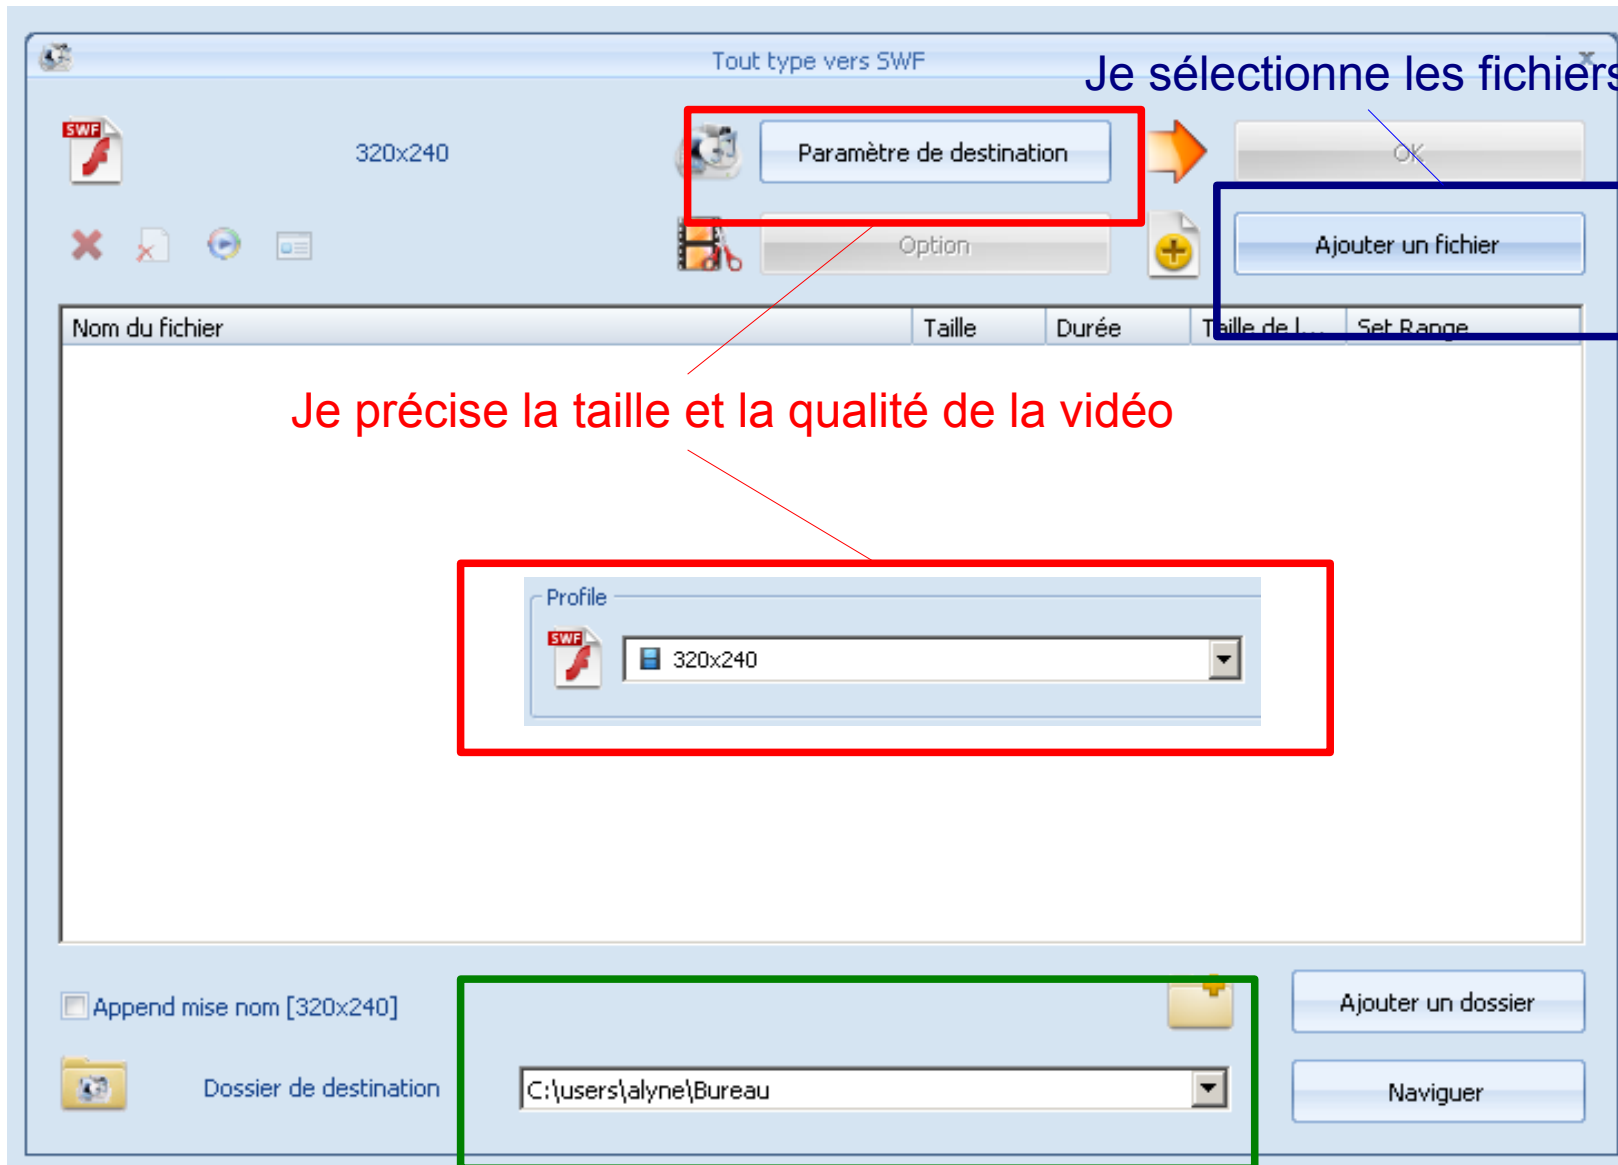 Tout type vers SWF
Je sélectionne les fichiers
SWF
320x240
Paramètre de destination
OK
Option
Ajouter un fichier
Nom du fichier
Taille
Durée
Taille de l...
Set Range
Je précise la taille et la qualité de la vidéo
Profile
SWF
320x240
Append mise nom [320x240]
Ajouter un dossier
Dossier de destination
C:\users\alyne\Bureau
Naviguer